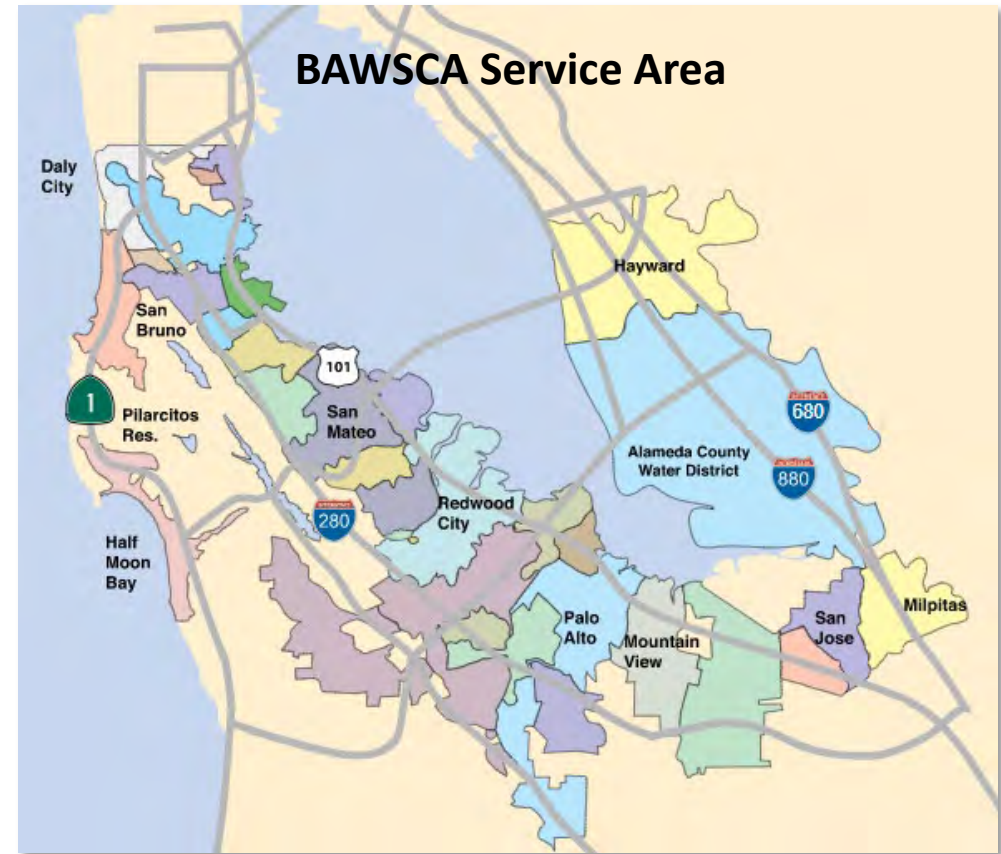 BAWSCA Service Area
Daly
City
Hayward
San
Bruno
101
1
Pilarcitos
Res.
San
Mateo
680
Alameda County
Water District
880
Redwood
City
280
Half
Moon
Bay
Palo
Alto
Mountain
View
San
Jose
Milpitas